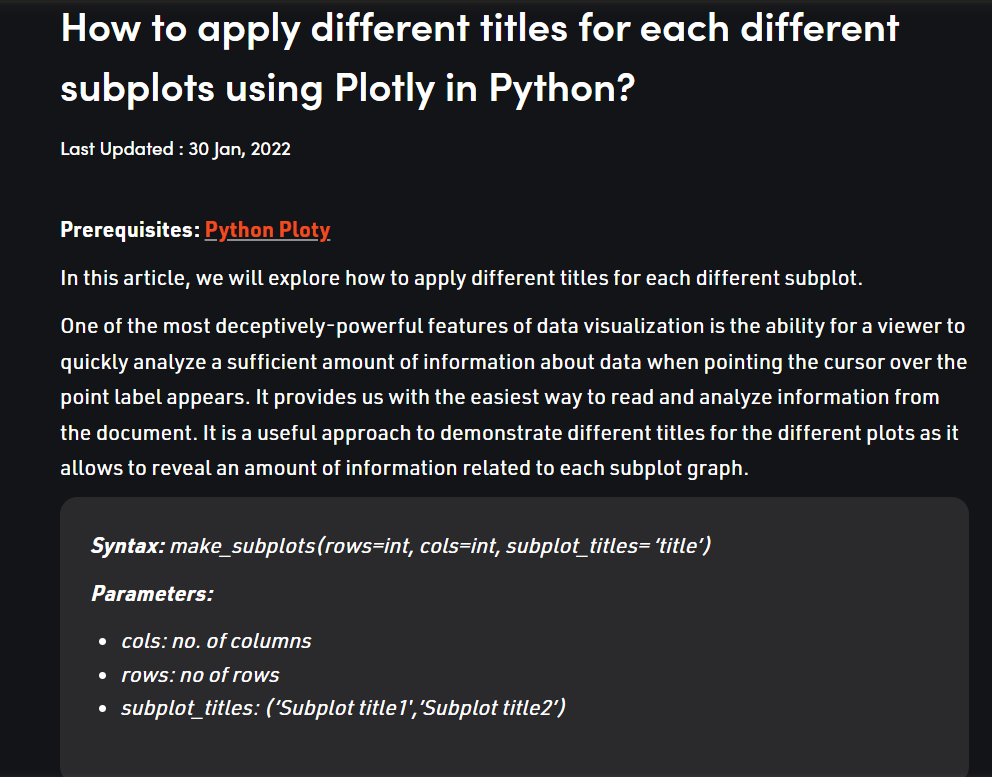 How to apply different titles for each different
subplots using Plotly in Python?
Last Updated : 30 Jan, 2022
Prerequisites: Python Ploty
In this article, we will explore how to apply different titles for each different subplot.
One of the most deceptively-powerful features of data visualization is the ability for a viewer to
quickly analyze a sufficient amount of information about data when pointing the cursor over the
point label appears. It provides us with the easiest way to read and analyze information from
the document. It is a useful approach to demonstrate different titles for the different plots as it
allows to reveal an amount of information related to each subplot graph.
Syntax: make_subplots(rows=int, cols=int, subplot_titles= ‘title’)
Parameters:
• cols: no. of columns
• rows: no of rows
• subplot_titles: (‘Subplot title1',‘Subplot title2’)